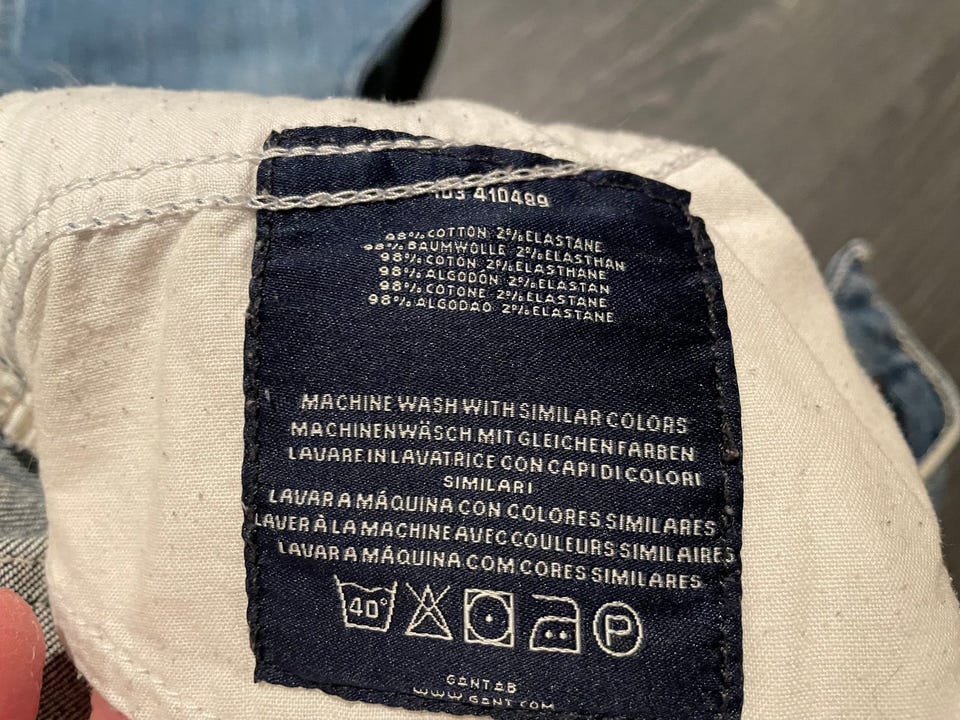 410499
98% COTTON 2% ELASTANE
98% BAUMWOLLE 2% ELASTHAN
98% COTON 2% ELASTHANE
98% ALGODÓN 2% ELASTAN
98% COTONE 2% ELASTANE
98% ALGODAO 2% ELASTANE
MACHINE WASH WITH SIMILAR COLORS
MACHINENWÄSCH MIT GLEICHEN FARBEN
LAVARE IN LAVATRICE CON CAPI DI COLORI
SIMILARI
LAVAR A MÁQUINA CON COLORES SIMILARES
LAVER À LA MACHINE AVEC COULEURS SIMILAIRES
LAVAR A MÁQUINA COM CORES SIMILARES
40° P
GANT AB
WWW.GANT.COM